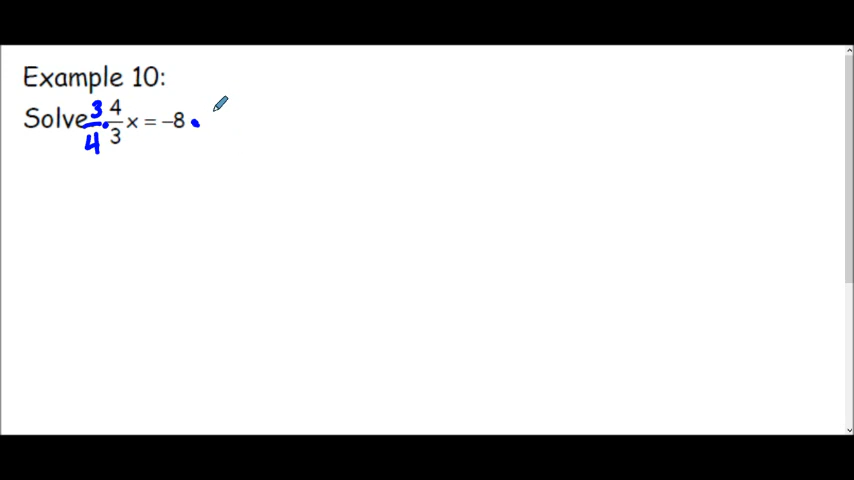 Example 10:
Solve 3/4 · 4/3 x = −8 ·